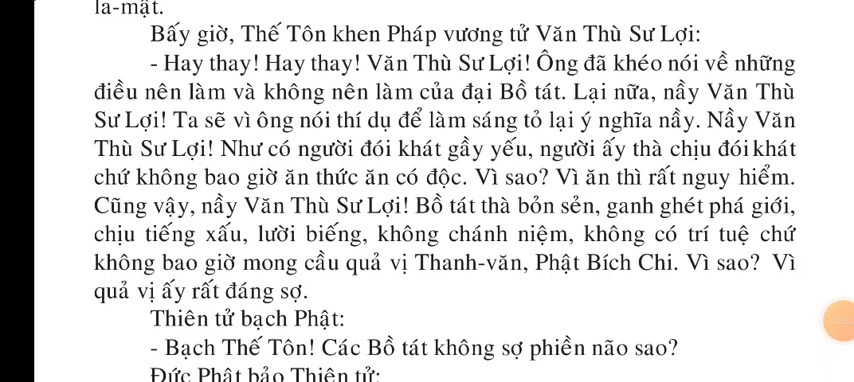 la-mật.
Bấy giờ, Thế Tôn khen Pháp vương tử Văn Thù Sư Lợi:
- Hay thay! Hay thay! Văn Thù Sư Lợi! Ông đã khéo nói về những
điều nên làm và không nên làm của đại Bồ tát. Lại nữa, nầy Văn Thù
Sư Lợi! Ta sẽ vì ông nói thí dụ để làm sáng tỏ lại ý nghĩa nầy. Nầy Văn
Thù Sư Lợi! Như có người đói khát gầy yếu, người ấy thà chịu đói khát
chứ không bao giờ ăn thức ăn có độc. Vì sao? Vì ăn thì rất nguy hiểm.
Cũng vậy, nầy Văn Thù Sư Lợi! Bồ tát thà bỏn sẻn, ganh ghét phá giới,
chịu tiếng xấu, lười biếng, không chánh niệm, không có trí tuệ chứ
không bao giờ mong cầu quả vị Thanh-văn, Phật Bích Chi. Vì sao? Vì
quả vị ấy rất đáng sợ.
Thiên tử bạch Phật:
- Bạch Thế Tôn! Các Bồ tát không sợ phiền não sao?
Đức Phật bảo Thiên tử: